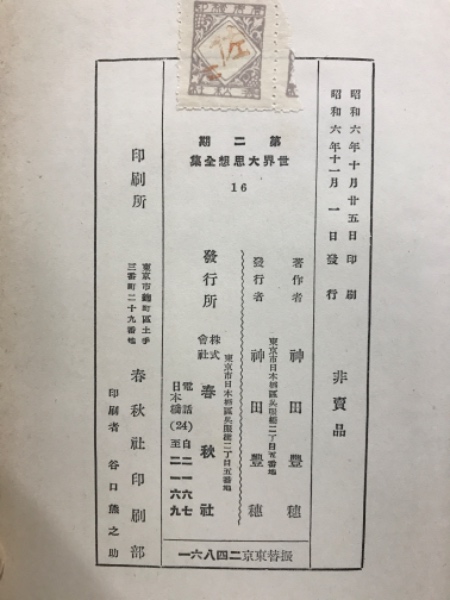 昭和六年十月廿五日印刷
昭和六年十一月一日發行
非賣品
第二期
世界大思想全集
16
著作者 神田豊穂
東京市日本橋區吳服橋二丁目五番地
發行者 神田豊穂
東京市日本橋區吳服橋二丁目五番地
發行所 株式會社 春秋社
電話日本橋(24)自二一六七至二一六九
東京市麴町區土手三番町二十九番地
印刷所 春秋社印刷部
印刷者 谷口熊之助
振替東京二四八六一